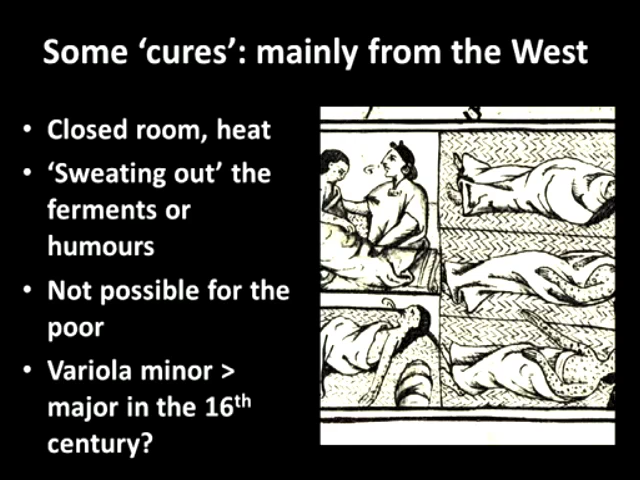 Some ‘cures’: mainly from the West
• Closed room, heat
• ‘Sweating out’ the
ferments or
humours
• Not possible for the
poor
• Variola minor >
major in the 16th
century?